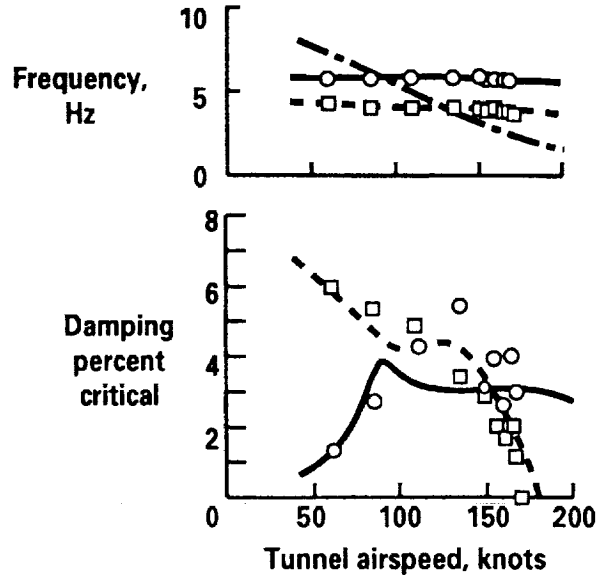 10
Frequency,
Hz
5
0
8
6
Damping
percent
critical
4
2
0 50 100 150 200
Tunnel airspeed, knots